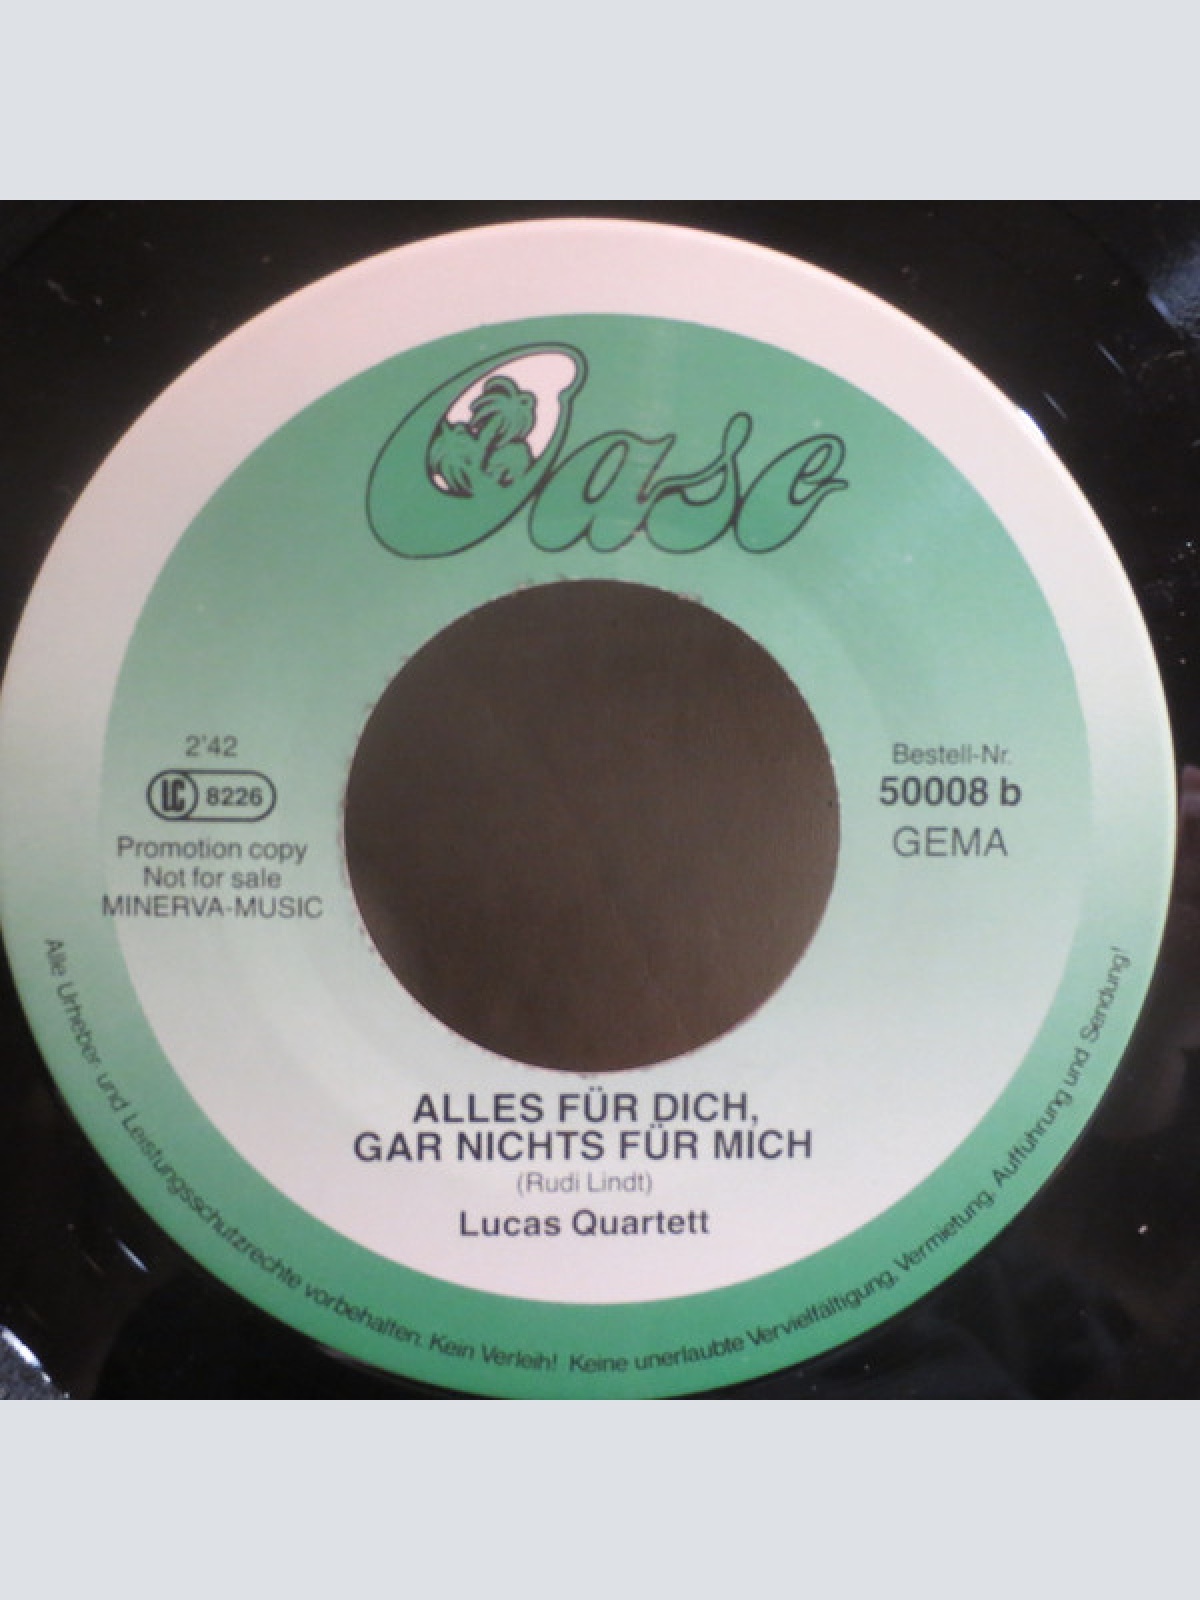 Oase
2'42
LC 8226
Promotion copy
Not for sale
MINERVA-MUSIC
Bestell-Nr.
50008 b
GEMA
ALLES FÜR DICH,
GAR NICHTS FÜR MICH
(Rudi Lindt)
Lucas Quartett
Alle Urheber- und Leistungsschutzrechte vorbehalten. Kein Verleih! Keine unerlaubte Vervielfältigung, Vermietung, Aufführung und Sendung!